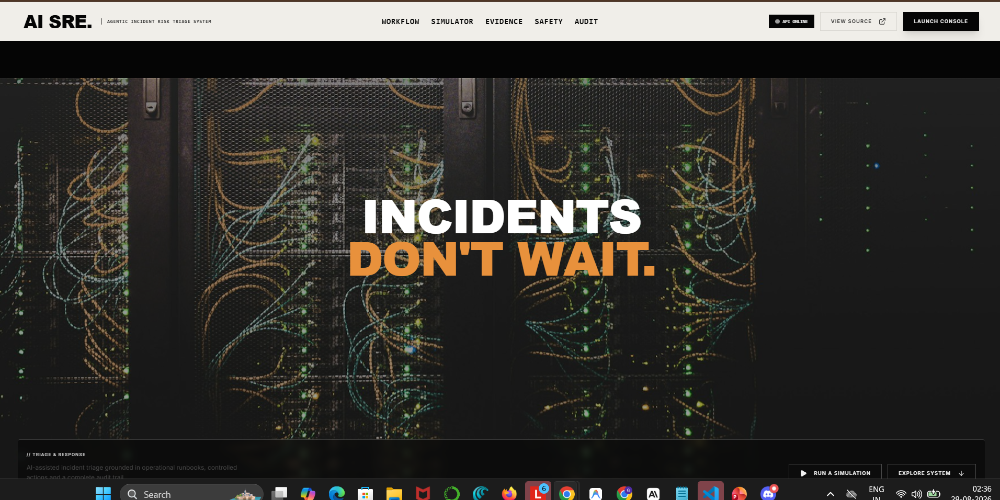 AI SRE.
AGENTIC INCIDENT RISK TRIAGE SYSTEM
WORKFLOW SIMULATOR EVIDENCE SAFETY AUDIT
API ONLINE
VIEW SOURCE
LAUNCH CONSOLE
INCIDENTS
DON'T WAIT.
// TRIAGE & RESPONSE
AI-assisted incident triage grounded in operational runbooks, controlled
actions and a complete audit trail
RUN A SIMULATION
EXPLORE SYSTEM
Search
6
ENG
IN
02:36
29-08-2026